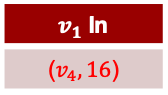 v₁ In
(v₄, 16)